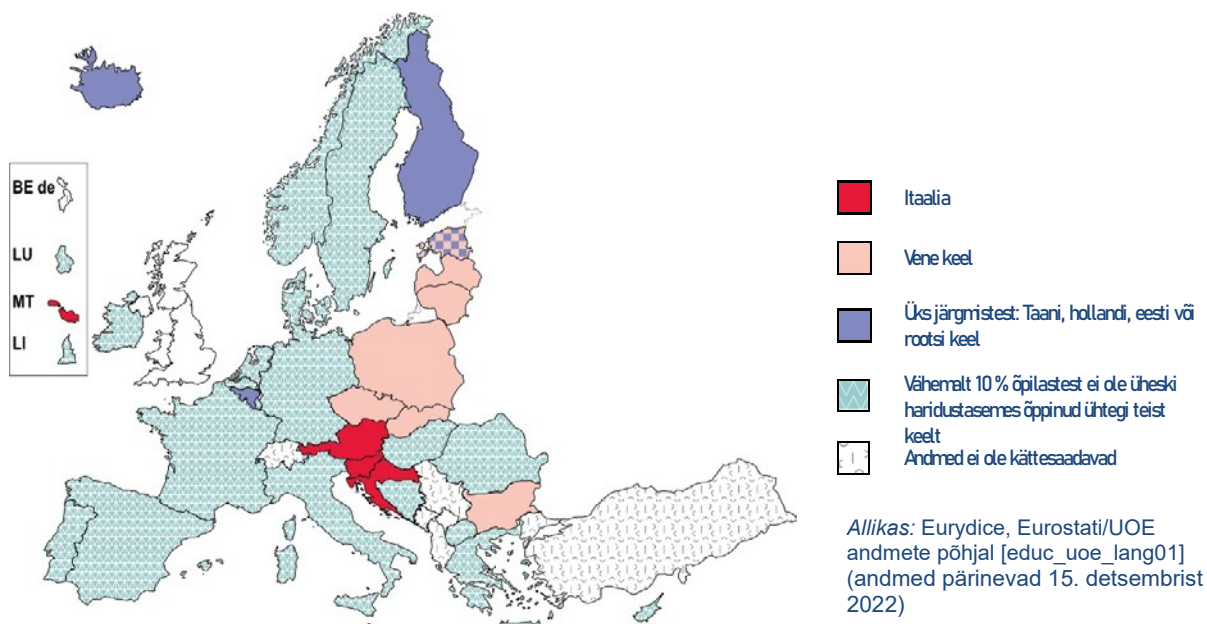 BE de
LU
MT
LI
Itaalia
Vene keel
Üks järgmistest: Taani, hollandi, eesti või
rootsi keel
Vähemalt 10 % õpilastest ei ole üheski
haridustasemes õppinud ühtegi teist
keelt
Andmed ei ole kättesaadavad
Allikas: Eurydice, Eurostati/UOE
andmete põhjal [educ_uoe_lang01]
(andmed pärinevad 15. detsembrist
2022)